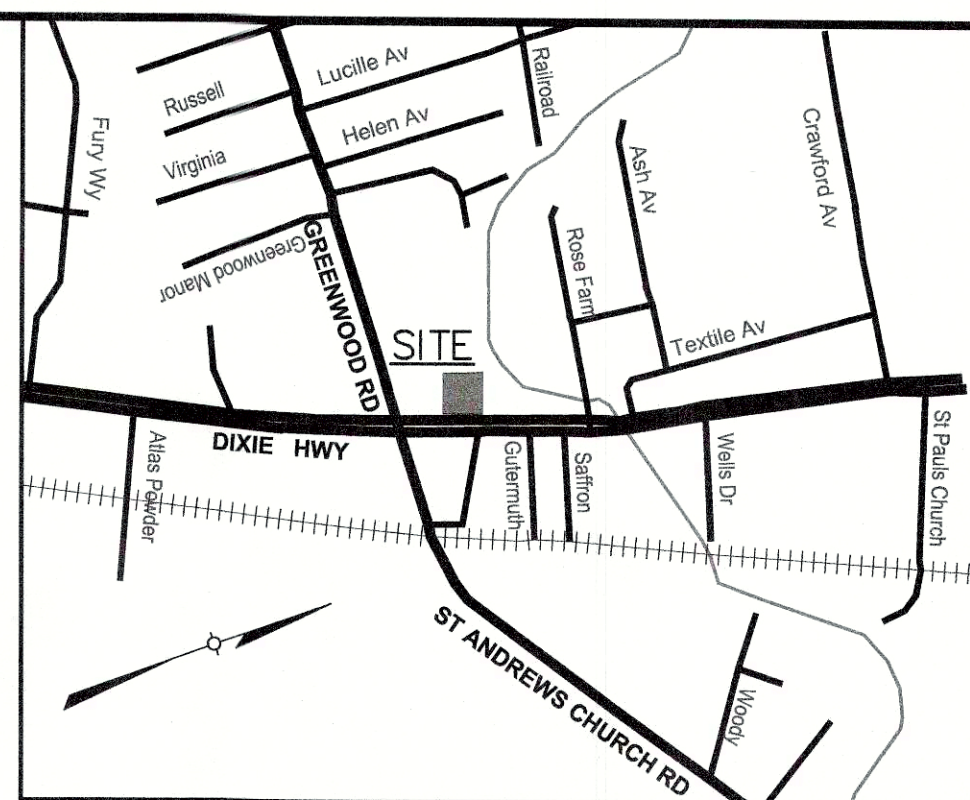 Lucille Av
Railroad
Russell
Fury Wy
Helen Av
Crawford Av
Virginia
Ash Av
Greenwood Manor
GREENWOOD RD
Rose Farm
SITE
Textile Av
DIXIE HWY
Atlas Powder
Gutermuth
Saffron
Wells Dr
St Pauls Church
ST ANDREWS CHURCH RD
Woody